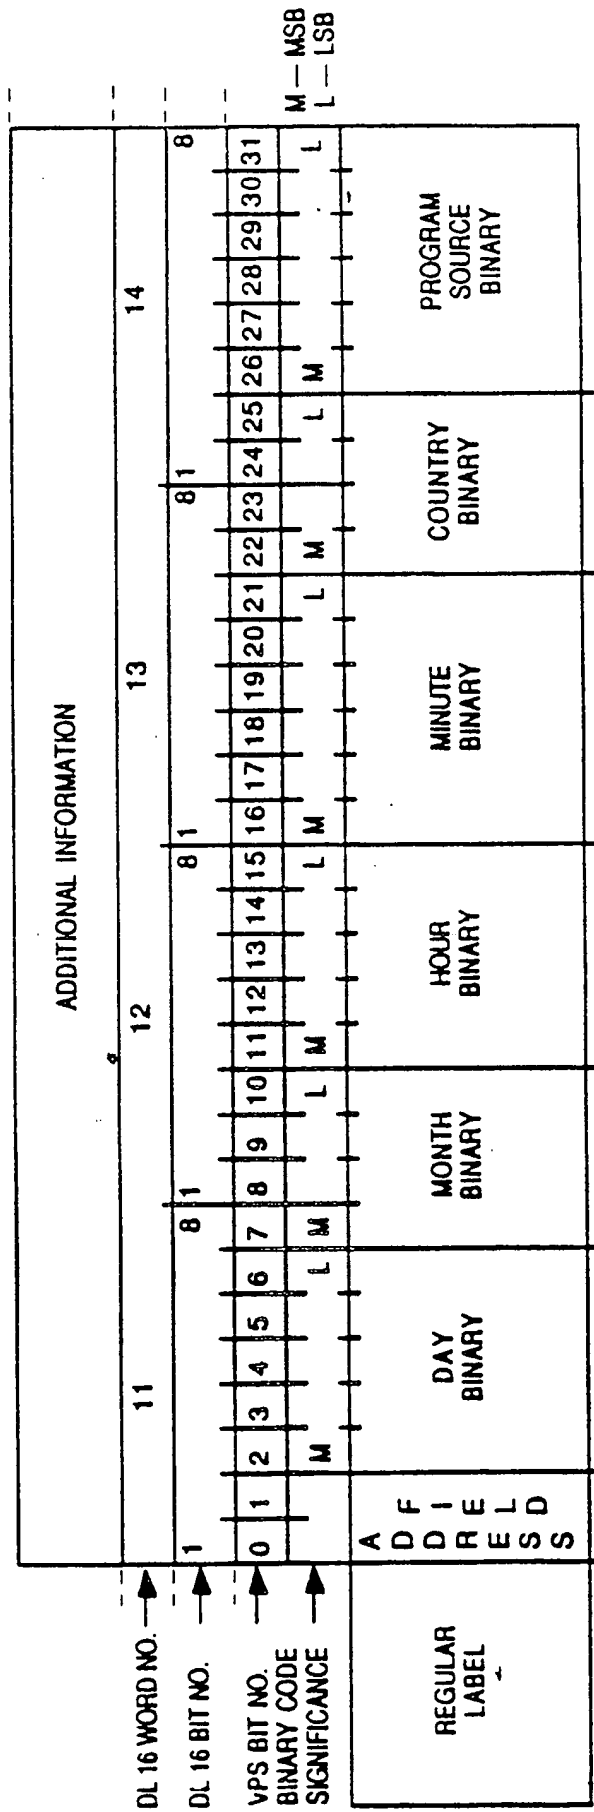 ADDITIONAL INFORMATION
DL 16 WORD NO. 11 12 13 14
DL 16 BIT NO. 1 8 1 8 1 8 1 8
VPS BIT NO. 0 1 2 3 4 5 6 7 8 9 10 11 12 13 14 15 16 17 18 19 20 21 22 23 24 25 26 27 28 29 30 31
BINARY CODE
SIGNIFICANCE M L M L M L M L M L M L
M — MSB
L — LSB
REGULAR
LABEL
ADDRESS
FIELD
DAY
BINARY
MONTH
BINARY
HOUR
BINARY
MINUTE
BINARY
COUNTRY
BINARY
PROGRAM
SOURCE
BINARY